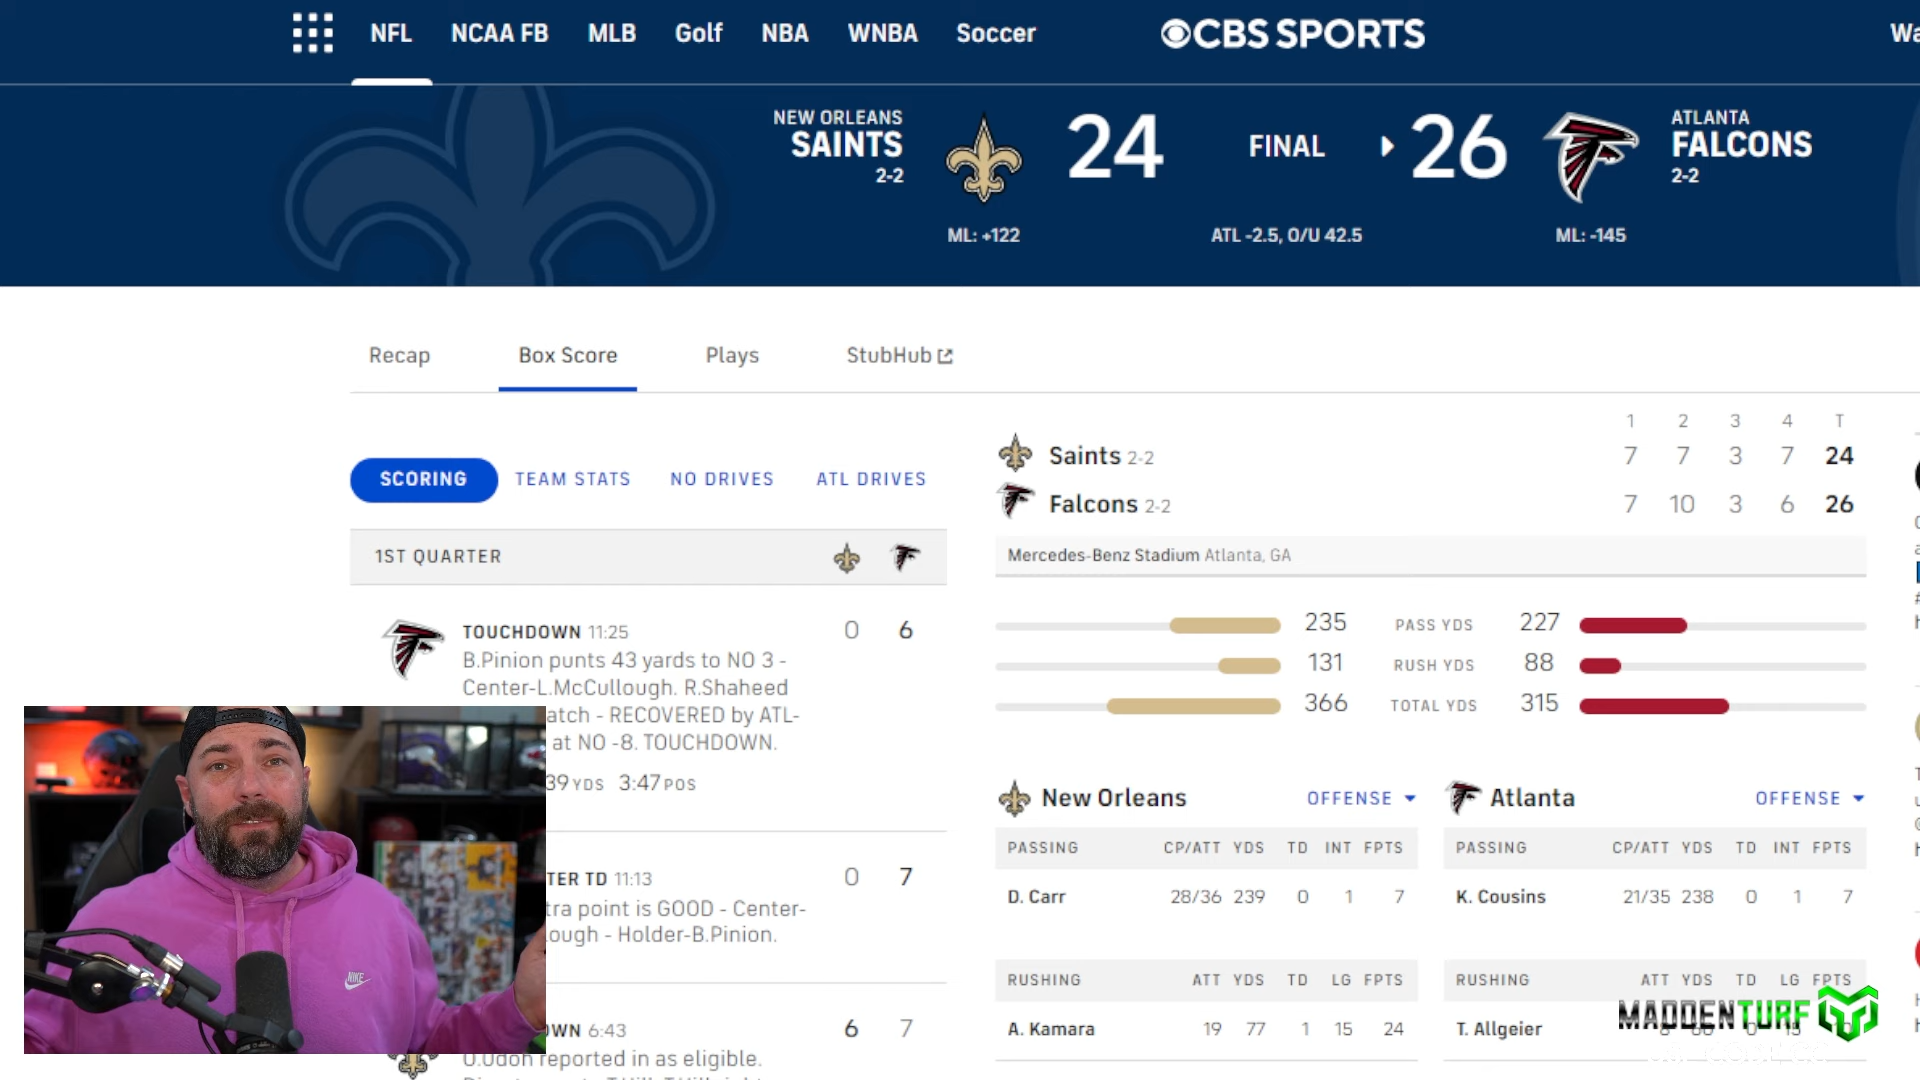 NFL NCAA FB MLB Golf NBA WNBA Soccer CBS SPORTS
NEW ORLEANS
SAINTS
2-2
24
FINAL
26
ATLANTA
FALCONS
2-2
ML: +122 ATL -2.5, O/U 42.5 ML: -145
Recap Box Score Plays StubHub
SCORING TEAM STATS NO DRIVES ATL DRIVES
1ST QUARTER
TOUCHDOWN 11:25 0 6
B.Pinion punts 43 yards to NO 3 -
Center-L.McCullough. R.Shaheed
atch - RECOVERED by ATL-
at NO -8. TOUCHDOWN.
39 YDS 3:47 POS
TER TD 11:13 0 7
tra point is GOOD - Center-
ough - Holder-B.Pinion.
OWN 6:43 6 7
O.Udoh reported in as eligible.
1 2 3 4 T
Saints 2-2 7 7 3 7 24
Falcons 2-2 7 10 3 6 26
Mercedes-Benz Stadium Atlanta, GA
235 PASS YDS 227
131 RUSH YDS 88
366 TOTAL YDS 315
New Orleans OFFENSE
PASSING CP/ATT YDS TD INT FPTS
D. Carr 28/36 239 0 1 7
RUSHING ATT YDS TD LG FPTS
A. Kamara 19 77 1 15 24
Atlanta OFFENSE
PASSING CP/ATT YDS TD INT FPTS
K. Cousins 21/35 238 0 1 7
RUSHING ATT YDS TD LG FPTS
T. Allgeier
MADDENTURF
NIKE